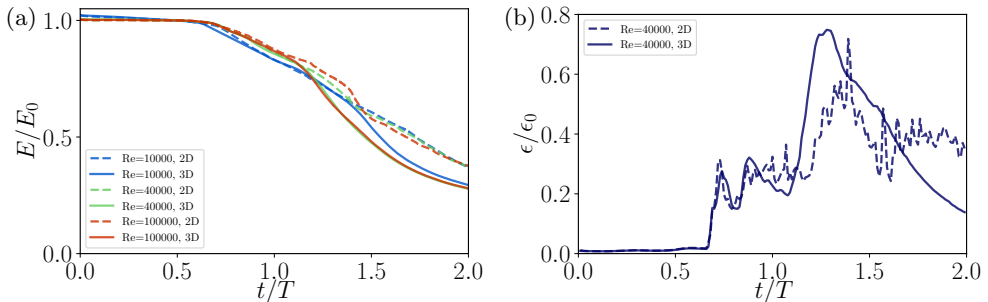 (a)
1.0
0.5
0.0
E/E₀
Re=10000, 2D
Re=10000, 3D
Re=40000, 2D
Re=40000, 3D
Re=100000, 2D
Re=100000, 3D
0.0 0.5 1.0 1.5 2.0
t/T
(b)
0.8
0.6
0.4
0.2
0.0
ϵ/ϵ₀
Re=40000, 2D
Re=40000, 3D
0.0 0.5 1.0 1.5 2.0
t/T